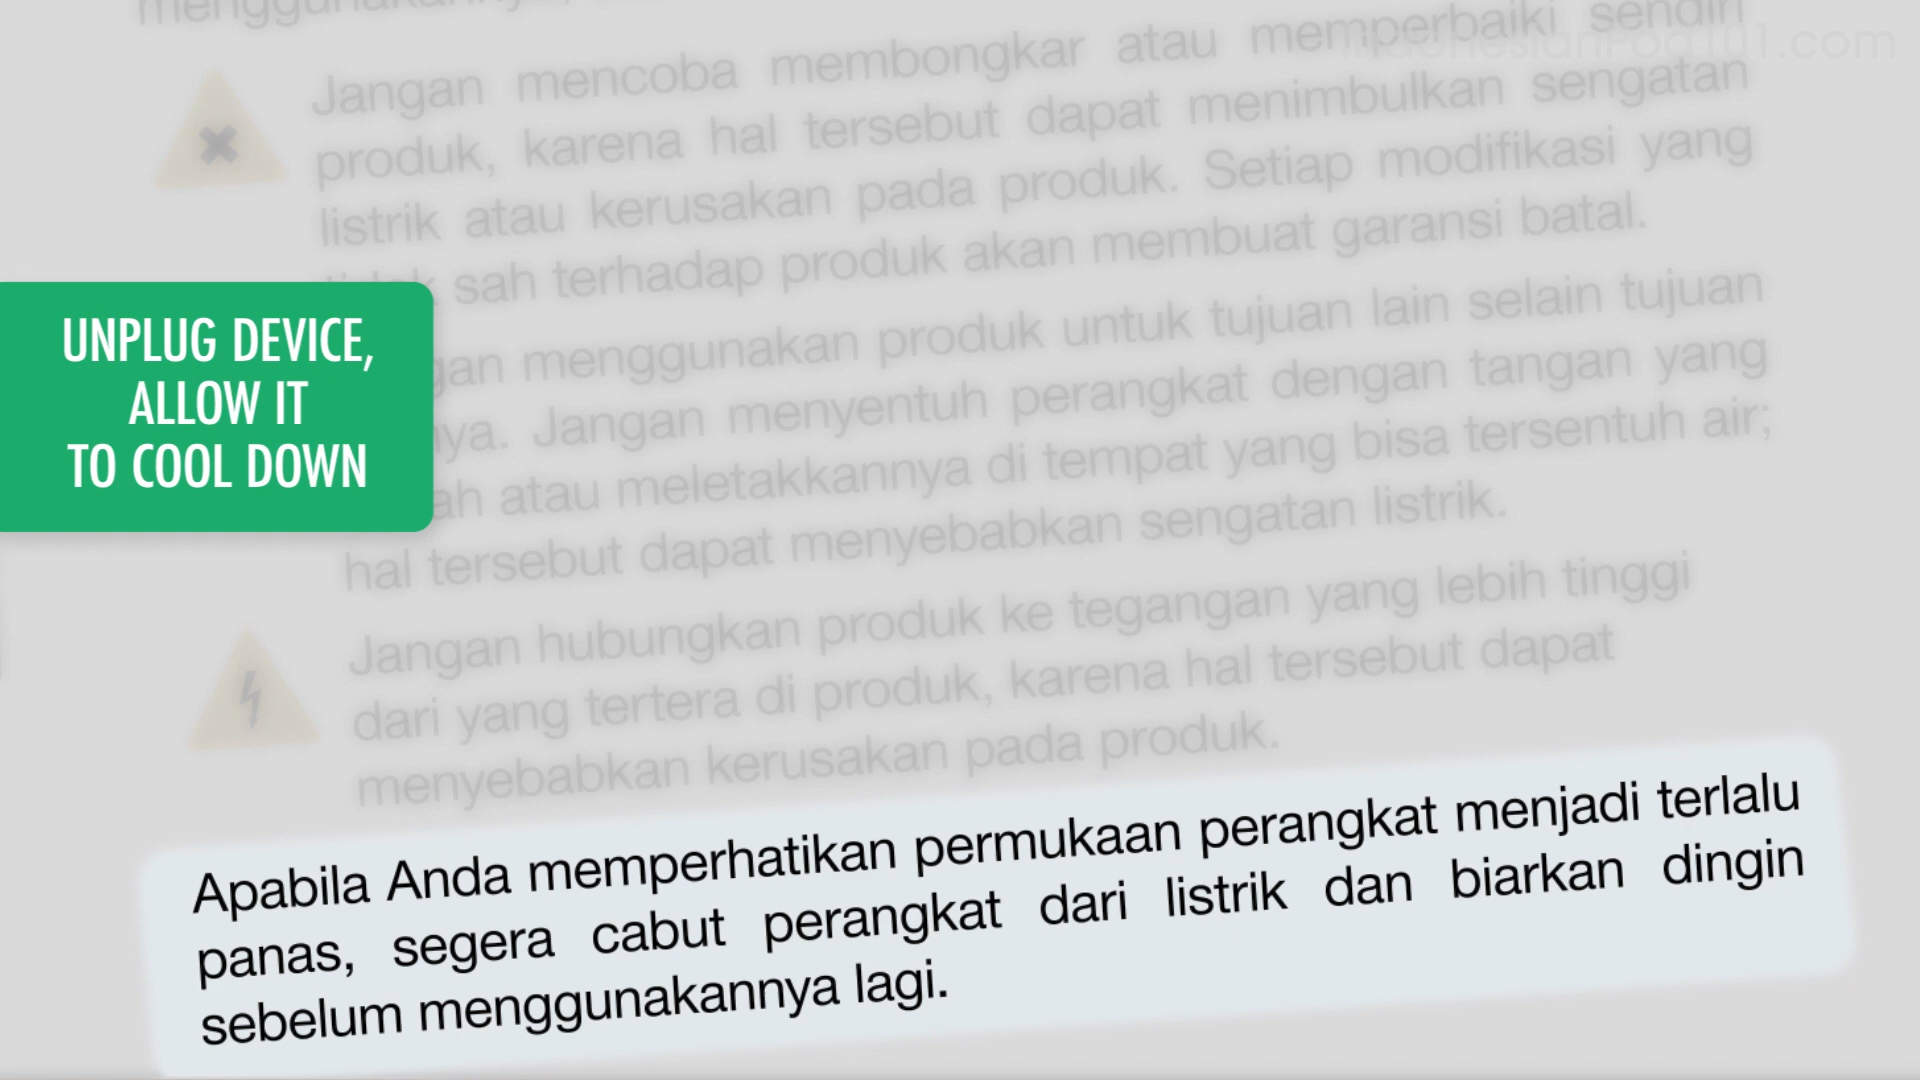 Jangan mencoba membongkar atau memperbaiki sendiri
produk, karena hal tersebut dapat menimbulkan sengatan
listrik atau kerusakan pada produk. Setiap modifikasi yang
sah terhadap produk akan membuat garansi batal.
menggunakan produk untuk tujuan lain selain tujuan
Jangan menyentuh perangkat dengan tangan yang
atau meletakkannya di tempat yang bisa tersentuh air;
hal tersebut dapat menyebabkan sengatan listrik.
Jangan hubungkan produk ke tegangan yang lebih tinggi
dari yang tertera di produk, karena hal tersebut dapat
menyebabkan kerusakan pada produk.
UNPLUG DEVICE,
ALLOW IT
TO COOL DOWN
Apabila Anda memperhatikan permukaan perangkat menjadi terlalu
panas, segera cabut perangkat dari listrik dan biarkan dingin
sebelum menggunakannya lagi.